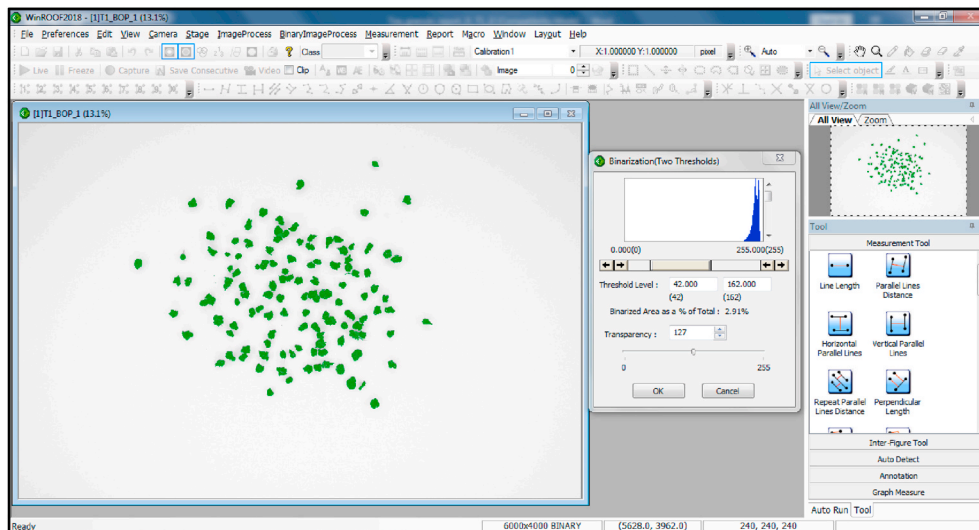 WinROOF2018 - [1]T1_BOP_1 (13.1%)
File Preferences Edit View Camera Stage ImageProcess BinaryImageProcess Measurement Report Macro Window Layout Help
Class Calibration1 X:1.000000 Y:1.000000 pixel Auto
Live Freeze Capture Save Consecutive Video Clip Image 0 Select object
[1]T1_BOP_1 (13.1%)
Binarization(Two Thresholds)
0.000(0) 255.000(255)
Threshold Level : 42.000 162.000
(42) (162)
Binarized Area as a % of Total : 2.91%
Transparency : 127
0 255
OK Cancel
All View/Zoom
All View Zoom
Tool
Measurement Tool
Line Length Parallel Lines
Distance
Horizontal Vertical Parallel
Parallel Lines Lines
Repeat Parallel Perpendicular
Lines Distance Length
Inter-Figure Tool
Auto Detect
Annotation
Graph Measure
Auto Run Tool
Ready 6000x4000 BINARY (5628.0, 3962.0) 240, 240, 240